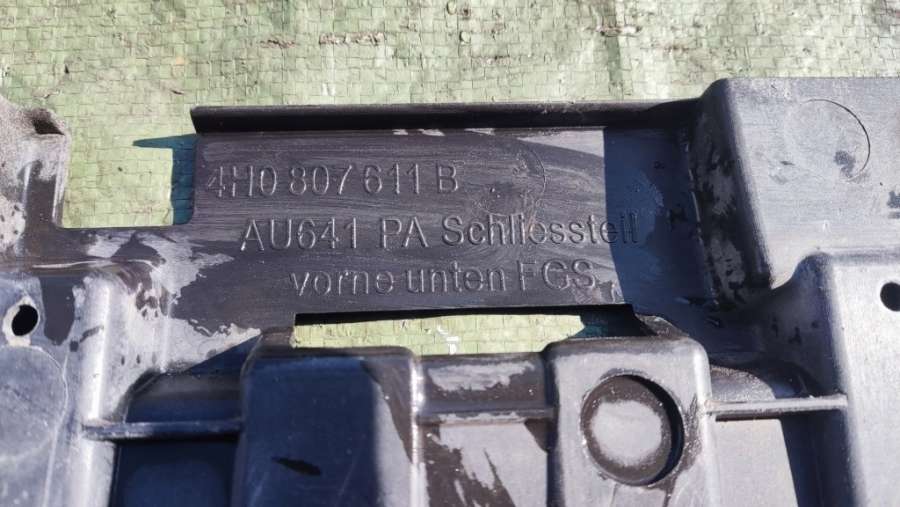 4H0 807 611 B
AU641 PA Schliessteil
vorne unten FGS